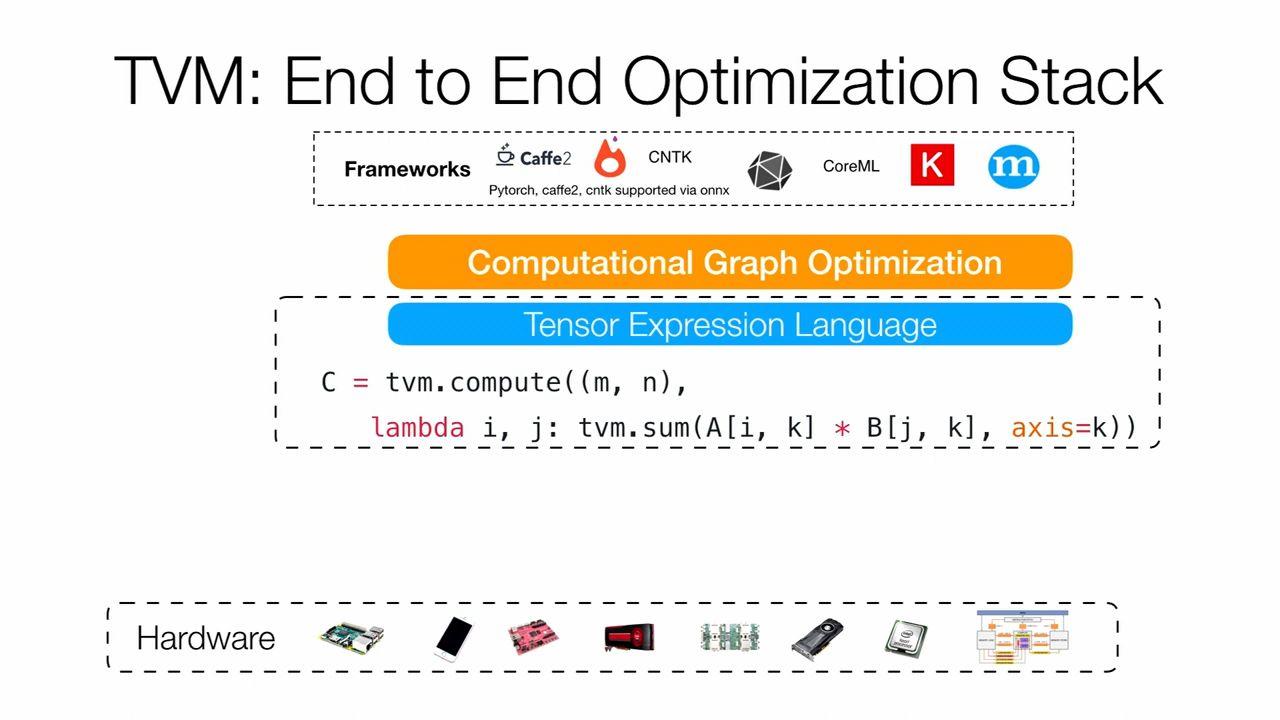 TVM: End to End Optimization Stack
Frameworks
Caffe2
CNTK
CoreML
K
m
Pytorch, caffe2, cntk supported via onnx
Computational Graph Optimization
Tensor Expression Language
C = tvm.compute((m, n),
lambda i, j: tvm.sum(A[i, k] * B[j, k], axis=k))
Hardware